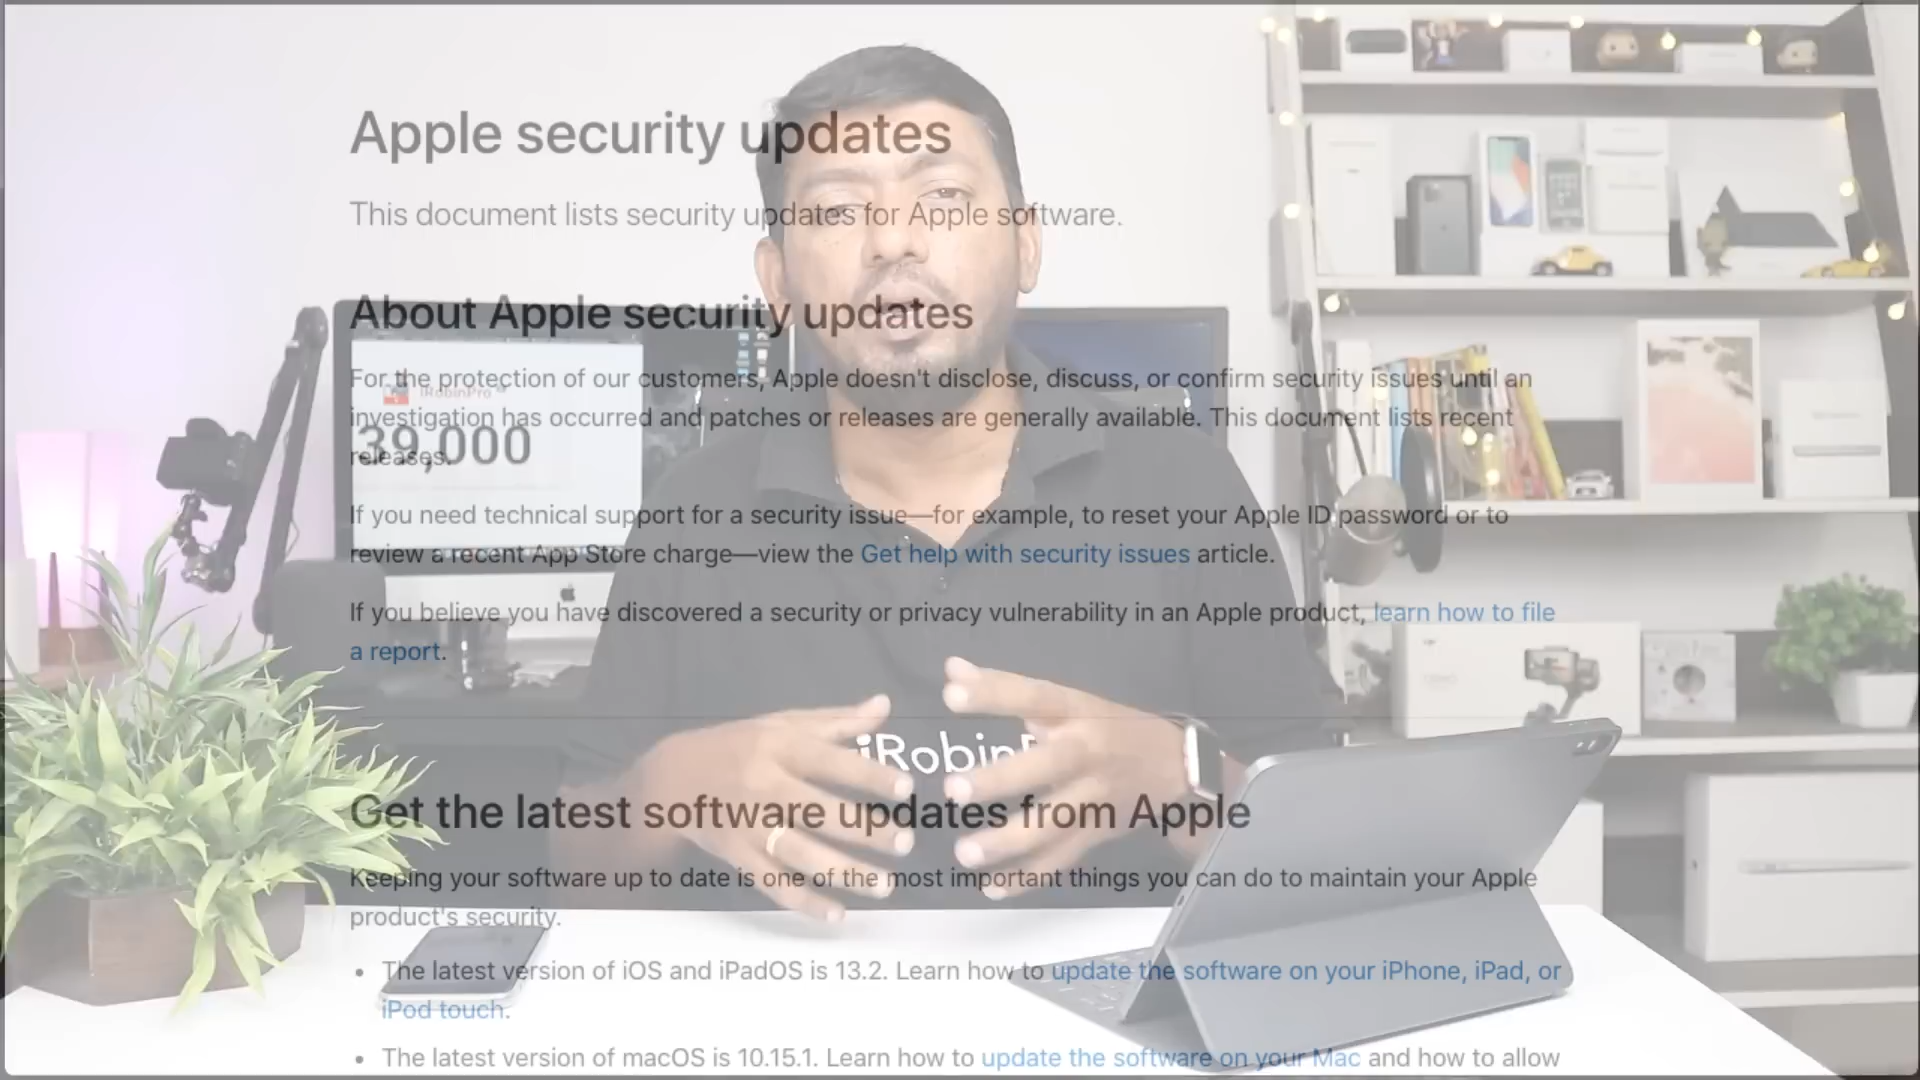 Apple security updates
This document lists security updates for Apple software.
About Apple security updates
For the protection of our customers, Apple doesn't disclose, discuss, or confirm security issues until an
iRobinPro
investigation has occurred and patches or releases are generally available. This document lists recent
39,000
releases.
If you need technical support for a security issue—for example, to reset your Apple ID password or to
review a recent App Store charge—view the Get help with security issues article.
If you believe you have discovered a security or privacy vulnerability in an Apple product, learn how to file
a report.
iRobinP
Get the latest software updates from Apple
Keeping your software up to date is one of the most important things you can do to maintain your Apple
product's security.
• The latest version of iOS and iPadOS is 13.2. Learn how to update the software on your iPhone, iPad, or
iPod touch.
• The latest version of macOS is 10.15.1. Learn how to update the software on your Mac and how to allow